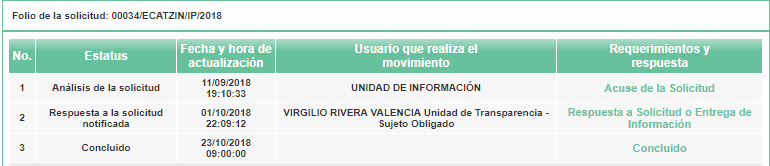 Folio de la solicitud: 00034/ECATZIN/IP/2018
No. Estatus Fecha y hora de actualización Usuario que realiza el movimiento Requerimientos y respuesta
1 Análisis de la solicitud 11/09/2018 19:10:33 UNIDAD DE INFORMACIÓN Acuse de la Solicitud
2 Respuesta a la solicitud notificada 01/10/2018 22:09:12 VIRGILIO RIVERA VALENCIA Unidad de Transparencia - Sujeto Obligado Respuesta a Solicitud o Entrega de Información
3 Concluido 23/10/2018 09:00:00 Concluido